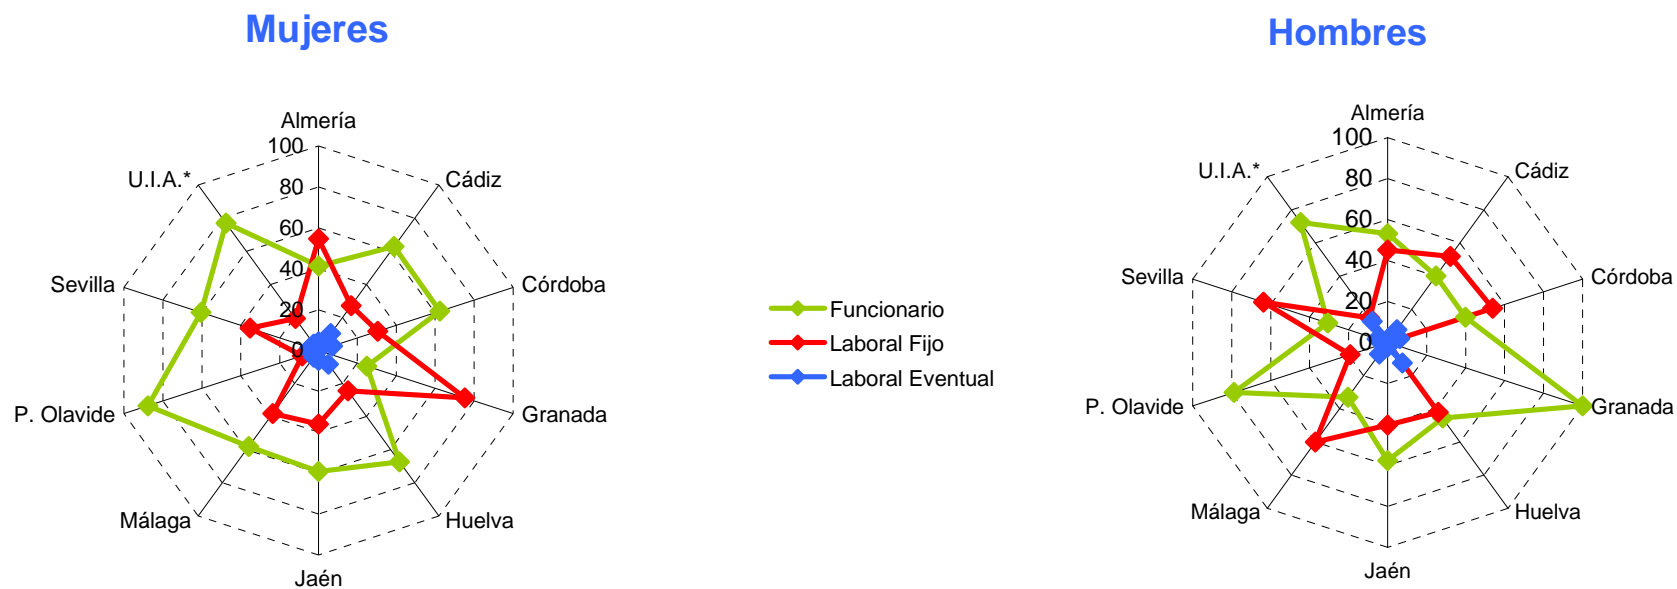 Mujeres
Almería
100
80
60
40
20
0
Cádiz
Córdoba
Granada
Huelva
Jaén
Málaga
P. Olavide
Sevilla
U.I.A.*
Funcionario
Laboral Fijo
Laboral Eventual
Hombres
Almería
100
80
60
40
20
0
Cádiz
Córdoba
Granada
Huelva
Jaén
Málaga
P. Olavide
Sevilla
U.I.A.*